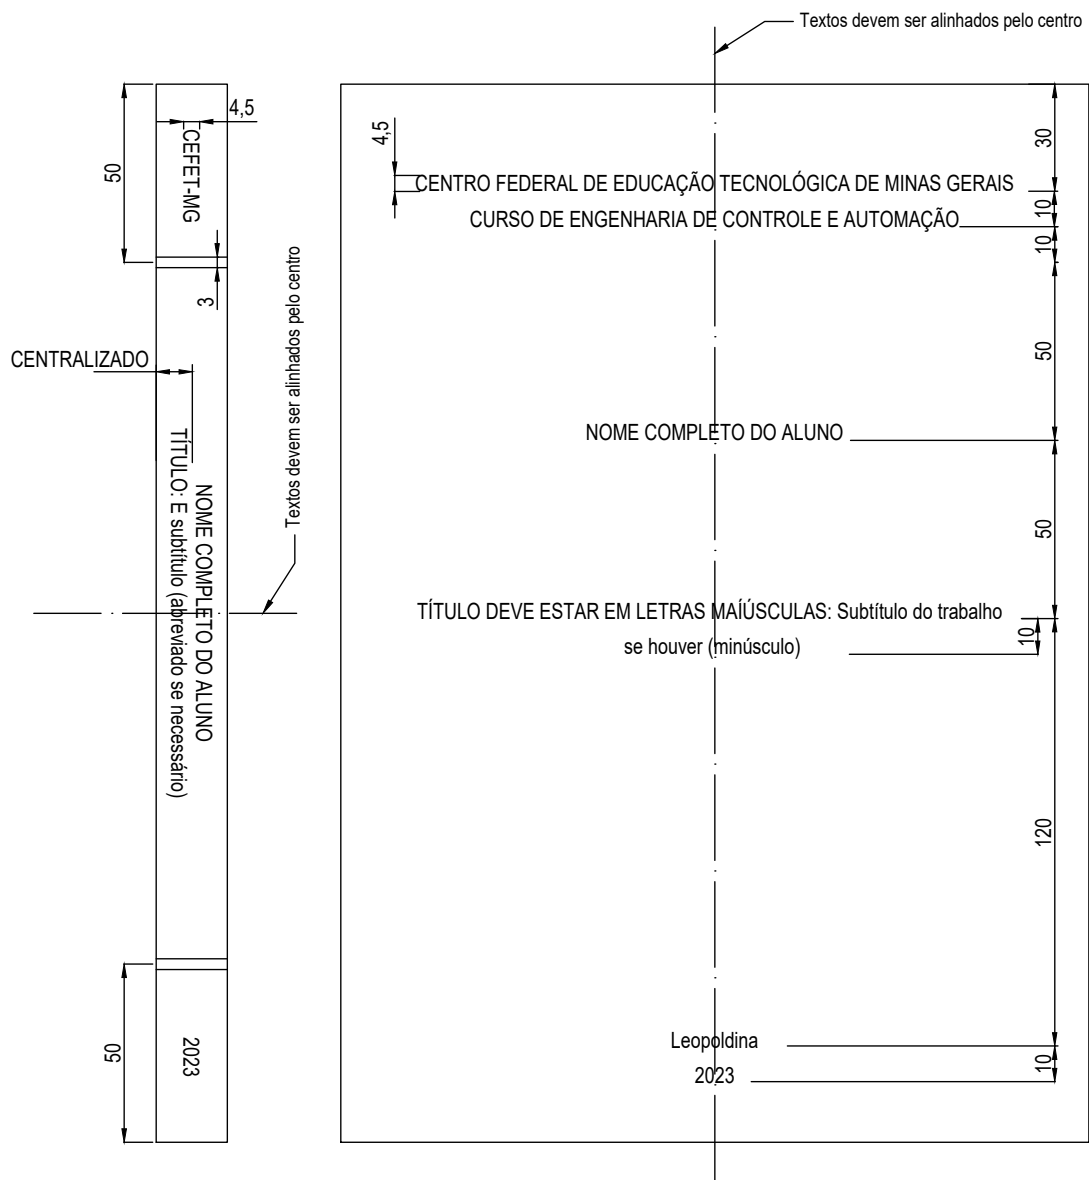 Textos devem ser alinhados pelo centro
50
4,5
CEFET-MG
3
CENTRALIZADO
Textos devem ser alinhados pelo centro
NOME COMPLETO DO ALUNO
TÍTULO: E subtítulo (abreviado se necessário)
50
2023
4,5
CENTRO FEDERAL DE EDUCAÇÃO TECNOLÓGICA DE MINAS GERAIS
CURSO DE ENGENHARIA DE CONTROLE E AUTOMAÇÃO
30
10
10
50
NOME COMPLETO DO ALUNO
50
TÍTULO DEVE ESTAR EM LETRAS MAÍÚSCULAS: Subtítulo do trabalho
se houver (minúsculo)
10
120
Leopoldina
2023
10